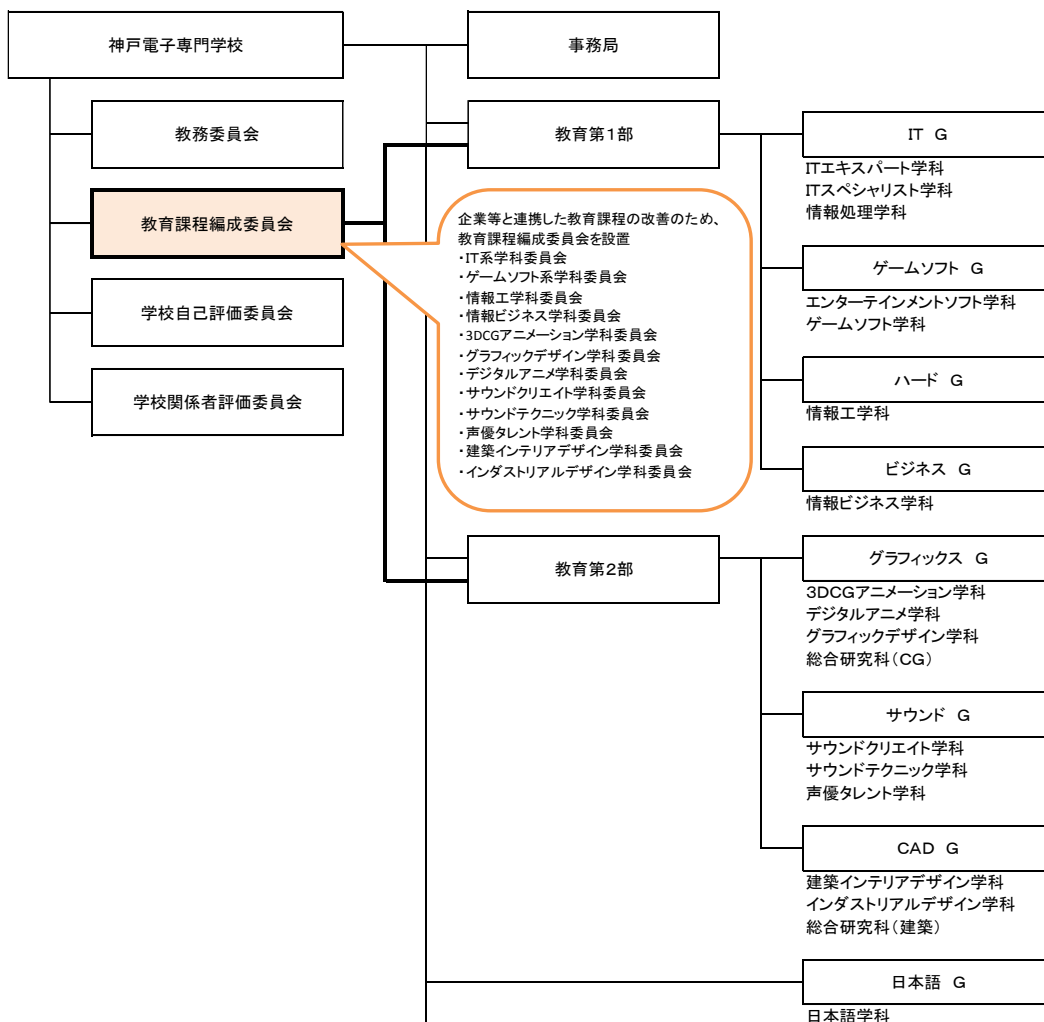 神戸電子専門学校
事務局
教務委員会
教育課程編成委員会
学校自己評価委員会
学校関係者評価委員会
教育第1部
企業等と連携した教育課程の改善のため、
教育課程編成委員会を設置
・IT系学科委員会
・ゲームソフト系学科委員会
・情報工学科委員会
・情報ビジネス学科委員会
・3DCGアニメーション学科委員会
・グラフィックデザイン学科委員会
・デジタルアニメ学科委員会
・サウンドクリエイト学科委員会
・サウンドテクニック学科委員会
・声優タレント学科委員会
・建築インテリアデザイン学科委員会
・インダストリアルデザイン学科委員会
IT G
ITエキスパート学科
ITスペシャリスト学科
情報処理学科
ゲームソフト G
エンターテインメントソフト学科
ゲームソフト学科
ハード G
情報工学科
ビジネス G
情報ビジネス学科
教育第2部
グラフィックス G
3DCGアニメーション学科
デジタルアニメ学科
グラフィックデザイン学科
総合研究科(CG)
サウンド G
サウンドクリエイト学科
サウンドテクニック学科
声優タレント学科
CAD G
建築インテリアデザイン学科
インダストリアルデザイン学科
総合研究科(建築)
日本語 G
日本語学科